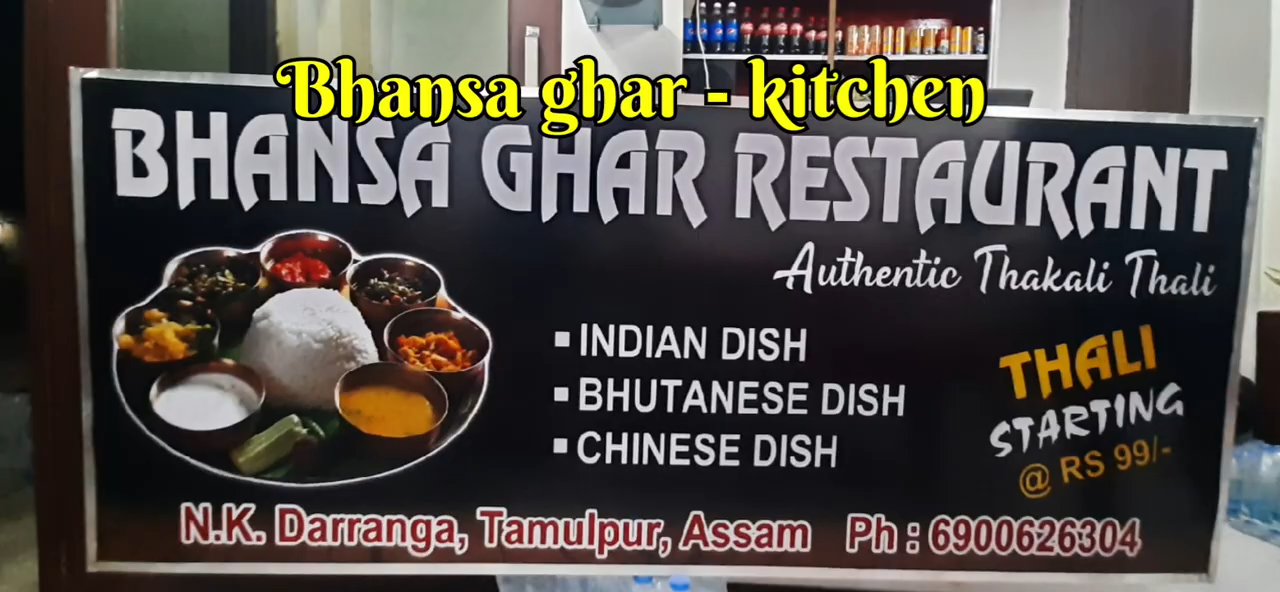 Bhansa ghar - kitchen
BHANSA GHAR RESTAURANT
Authentic Thakali Thali
▪ INDIAN DISH
▪ BHUTANESE DISH
▪ CHINESE DISH
THALI
STARTING
@ RS 99/-
N.K. Darranga, Tamulpur, Assam Ph : 6900626304